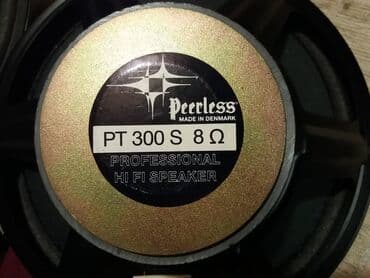 Peerless
MADE IN DENMARK
PT 300 S 8 Ω
PROFESSIONAL
HI FI SPEAKER